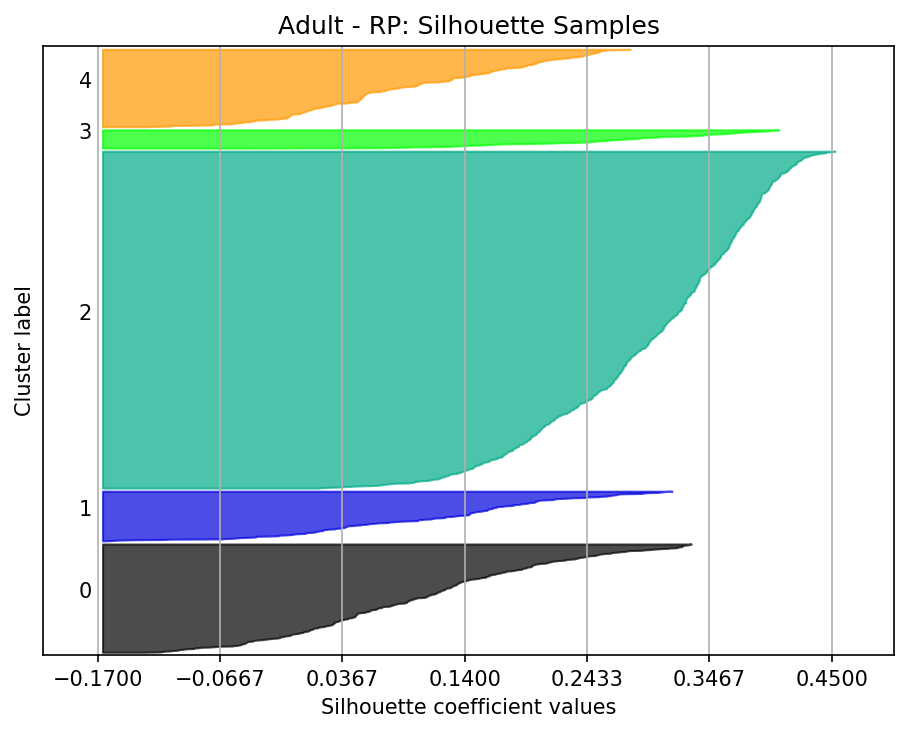 Adult - RP: Silhouette Samples
4
3
2
1
0
Cluster label
−0.1700 −0.0667 0.0367 0.1400 0.2433 0.3467 0.4500
Silhouette coefficient values